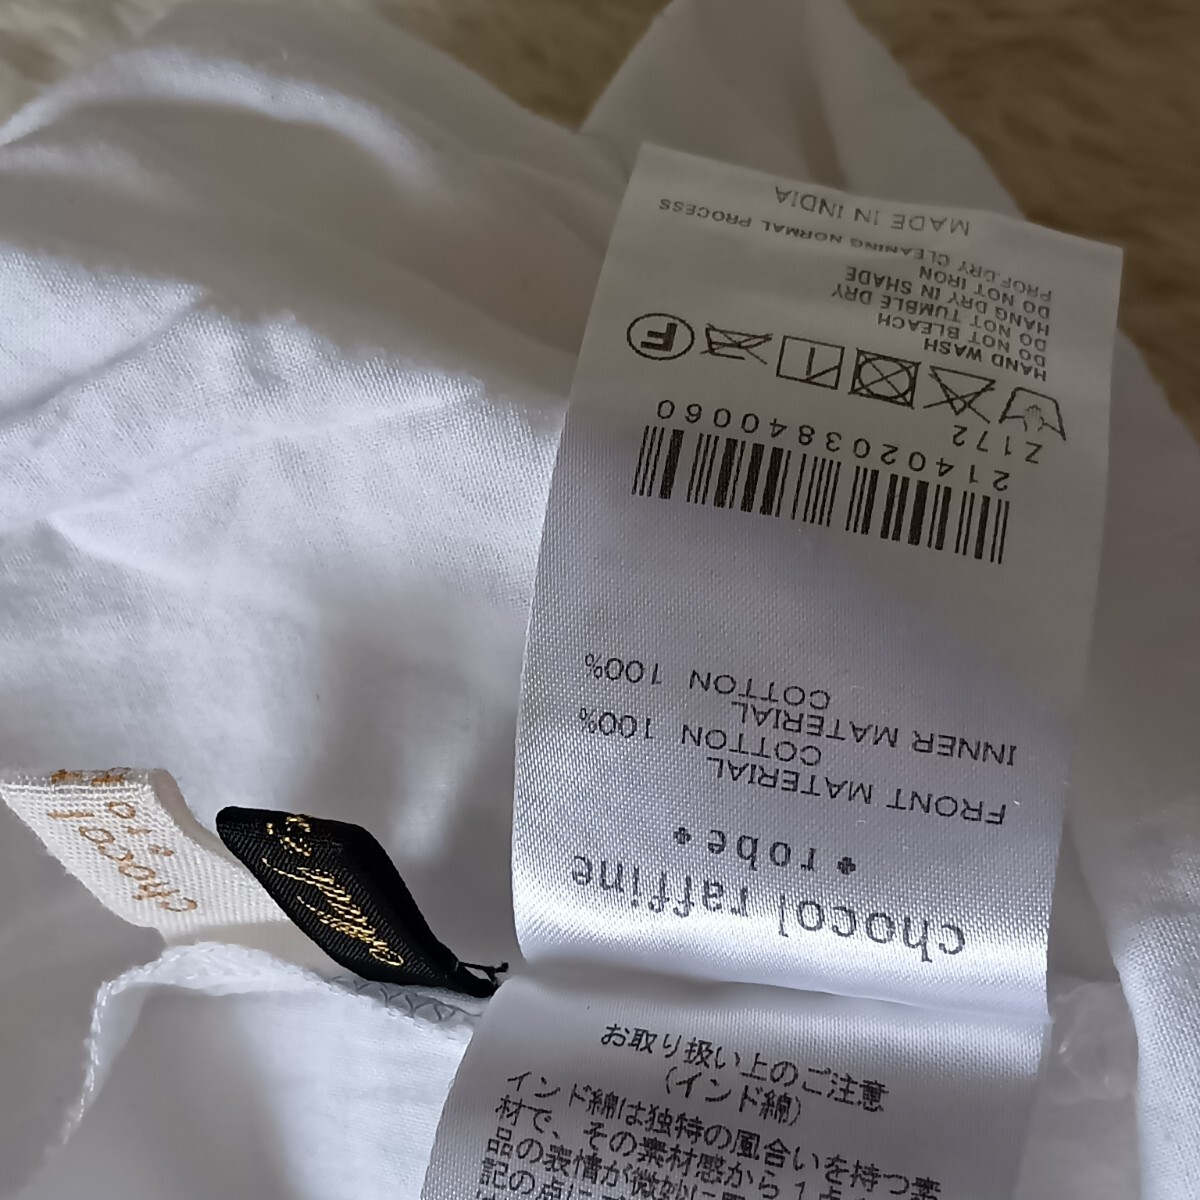 chocol raffine
robe
FRONT MATERIAL
COTTON 100%
INNER MATERIAL
COTTON 100%
2140203840060
Z172
F
HAND WASH
DO NOT BLEACH
DO NOT TUMBLE DRY
HANG DRY IN SHADE
DO NOT IRON
PROF.DRY CLEANING NORMAL PROCESS
MADE IN INDIA
chocol
お取り扱い上のご注意
(インド綿)
インド綿は独特の風合いを持つ素
材で、その素材感から1点
品の表情が微妙に
記の点に